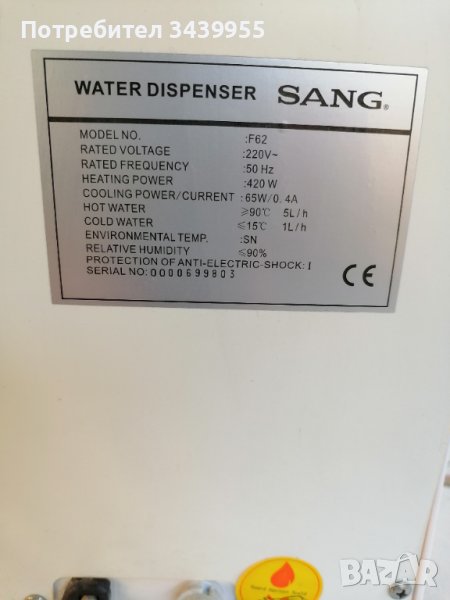 Потребител 3439955
WATER DISPENSER SANG®
MODEL NO. :F62
RATED VOLTAGE :220V~
RATED FREQUENCY :50 Hz
HEATING POWER :420 W
COOLING POWER/CURRENT :65W/0.4A
HOT WATER ≥90℃ 5L/h
COLD WATER ≤15℃ 1L/h
ENVIRONMENTAL TEMP. :SN
RELATIVE HUMIDITY ≤90%
PROTECTION OF ANTI-ELECTRIC-SHOCK: I
SERIAL NO: 0000699803
CE
BAZAR